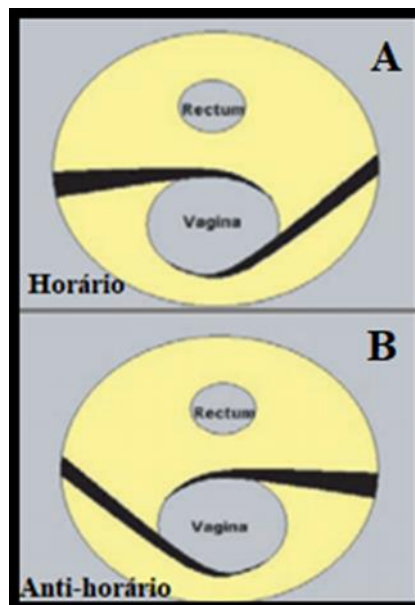 A
Rectum
Vagina
Horário
B
Rectum
Vagina
Anti-horário